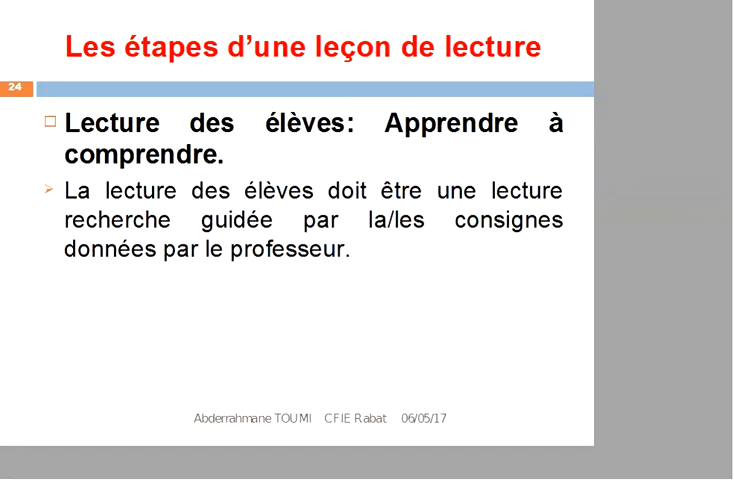 Les étapes d’une leçon de lecture
24
Lecture des élèves: Apprendre à
comprendre.
La lecture des élèves doit être une lecture
recherche guidée par la/les consignes
données par le professeur.
Abderrahmane TOUMI CFIE Rabat 06/05/17